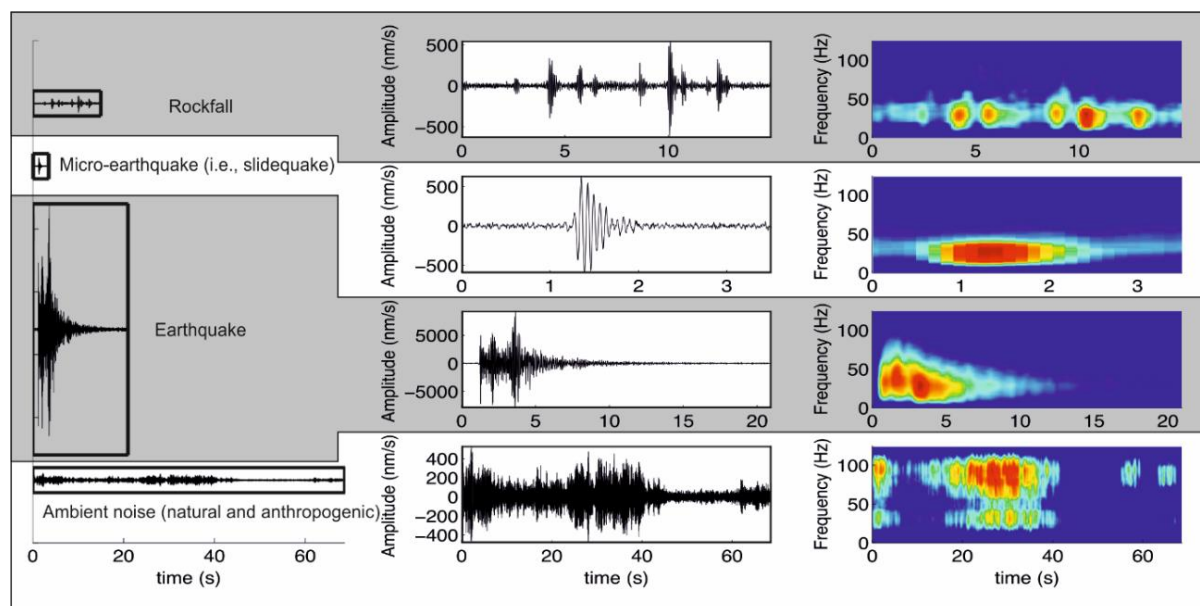 Rockfall
Micro-earthquake (i.e., slidequake)
Earthquake
Ambient noise (natural and anthropogenic)
0 20 40 60
time (s)
Amplitude (nm/s)
500
0
−500
0 5 10
Amplitude (nm/s)
500
0
−500
0 1 2 3
Amplitude (nm/s)
5000
0
−5000
0 5 10 15 20
Amplitude (nm/s)
400
200
0
−200
−400
0 20 40 60
time (s)
Frequency (Hz)
100
50
0
0 5 10
Frequency (Hz)
100
50
0
0 1 2 3
Frequency (Hz)
100
50
0
0 5 10 15 20
Frequency (Hz)
100
50
0
0 20 40 60
time (s)